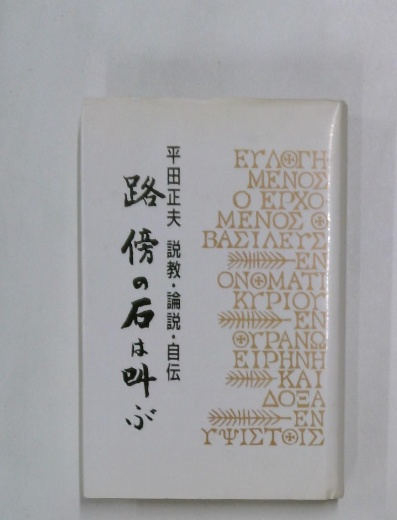 平田正夫 説教・論説・自伝
路傍の石は叫ぶ
ΕΥΛΟΓΗ
ΜΕΝΟΣ
Ο ΕΡΧΟ
ΜΕΝΟΣ Ο
ΒΑΣΙΛΕΥΣ
ΕΝ
ΟΝΟΜΑΤΙ
ΚΥΡΙΟΥ
ΕΝ
ΟΥΡΑΝΩ
ΕΙΡΗΝΗ
ΚΑΙ
ΔΟΞΑ
ΕΝ
ΥΨΙΣΤΟΙΣ